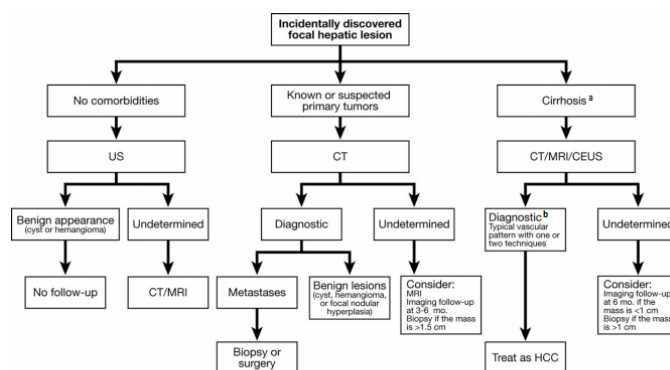 Incidentally discovered
focal hepatic lesion
No comorbidities
Known or suspected
primary tumors
Cirrhosis a
US
CT
CT/MRI/CEUS
Benign appearance
(cyst or hemangioma)
Undetermined
Diagnostic
Undetermined
Diagnostic b
Typical vascular
pattern with one or
two techniques
Undetermined
No follow-up
CT/MRI
Metastases
Benign lesions
(cyst, hemangioma,
or focal nodular
hyperplasia)
Consider:
MRI
Imaging follow-up
at 3-6 mo.
Biopsy if the mass
is >1.5 cm
Consider:
Imaging follow-up
at 6 mo. if the
mass is <1 cm
Biopsy if the mass
is >1 cm
Biopsy or
surgery
Treat as HCC